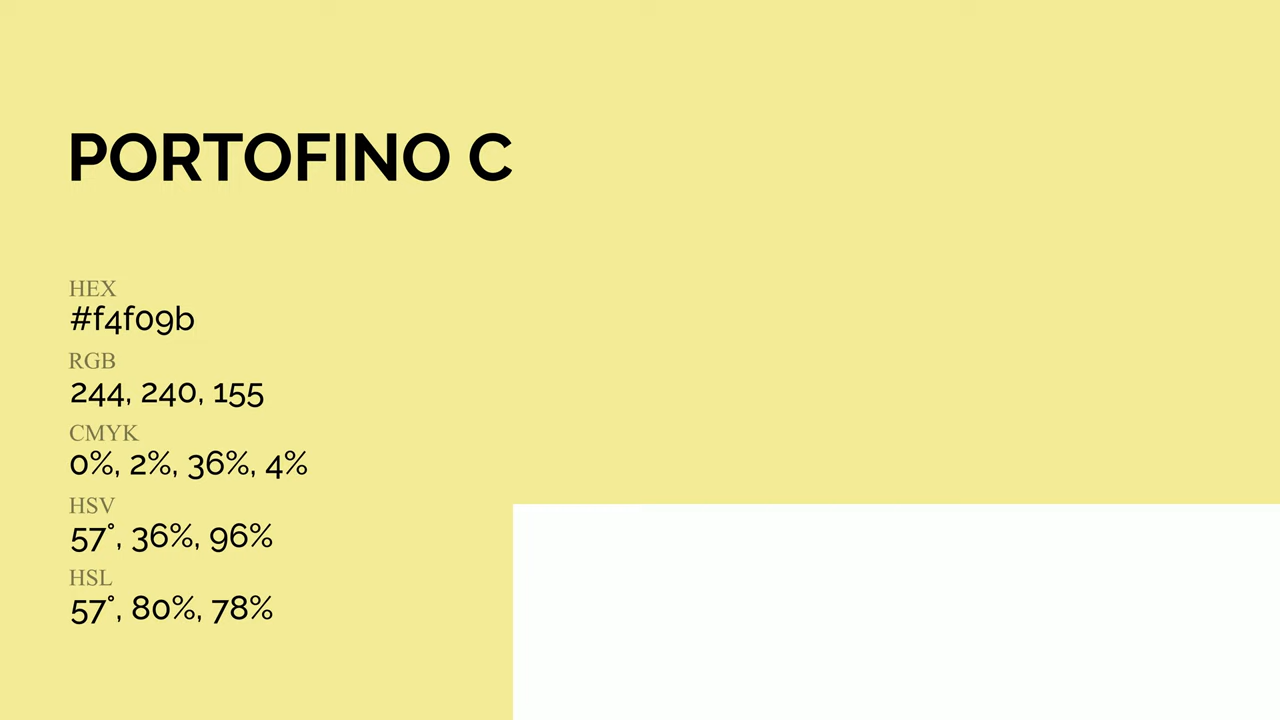 PORTOFINO C
HEX
#f4f09b
RGB
244, 240, 155
CMYK
0%, 2%, 36%, 4%
HSV
57°, 36%, 96%
HSL
57°, 80%, 78%